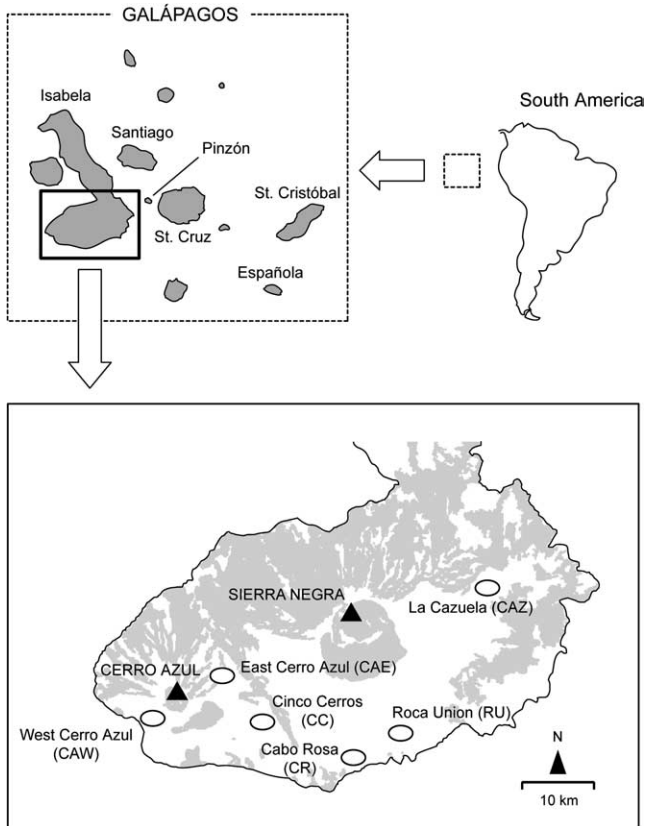 GALÁPAGOS
Isabela
Santiago
Pinzón
St. Cruz
St. Cristóbal
Española
South America
SIERRA NEGRA
La Cazuela (CAZ)
CERRO AZUL
East Cerro Azul (CAE)
Cinco Cerros
(CC)
Roca Union (RU)
West Cerro Azul
(CAW)
Cabo Rosa
(CR)
N
10 km